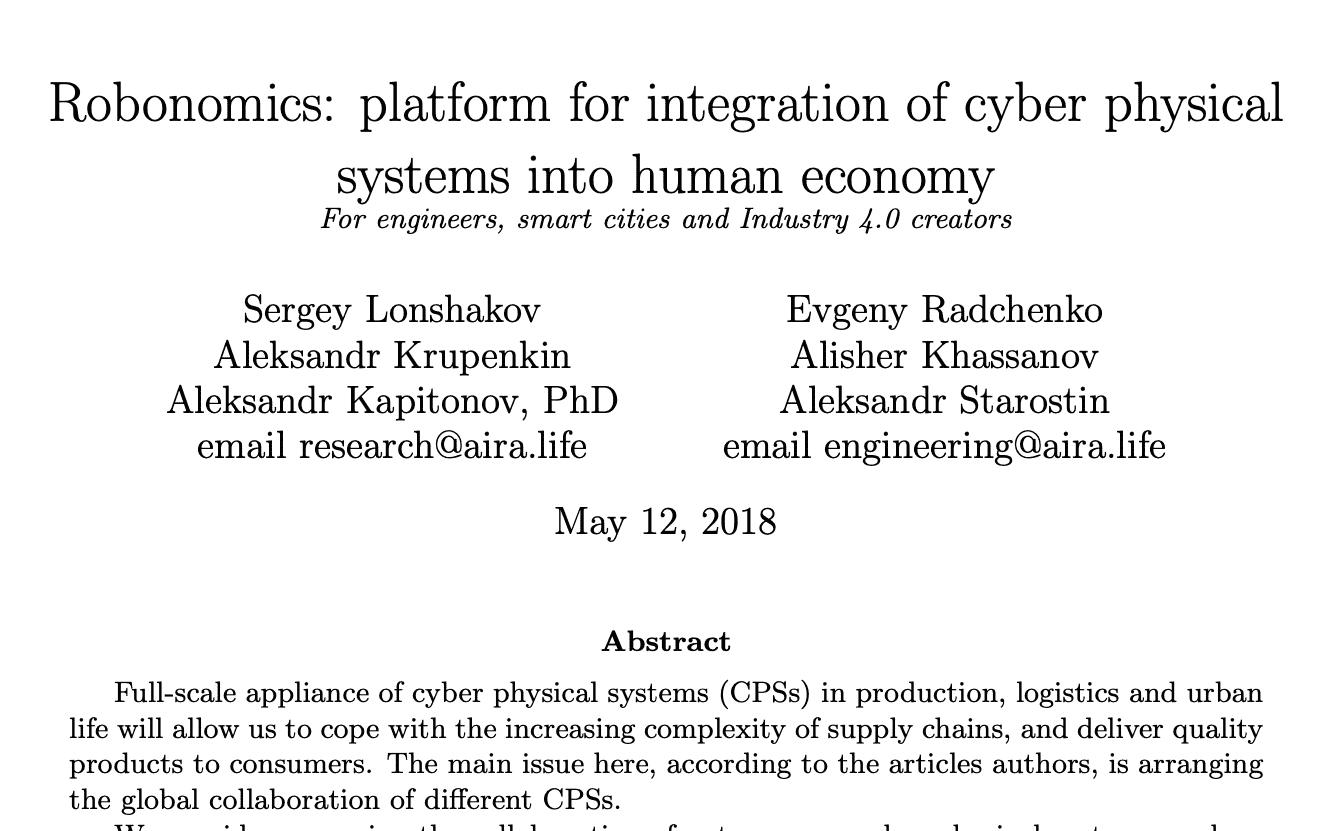 Robonomics: platform for integration of cyber physical
systems into human economy
For engineers, smart cities and Industry 4.0 creators
Sergey Lonshakov
Aleksandr Krupenkin
Aleksandr Kapitonov, PhD
email research@aira.life
Evgeny Radchenko
Alisher Khassanov
Aleksandr Starostin
email engineering@aira.life
May 12, 2018
Abstract
Full-scale appliance of cyber physical systems (CPSs) in production, logistics and urban
life will allow us to cope with the increasing complexity of supply chains, and deliver quality
products to consumers. The main issue here, according to the articles authors, is arranging
the global collaboration of different CPSs.